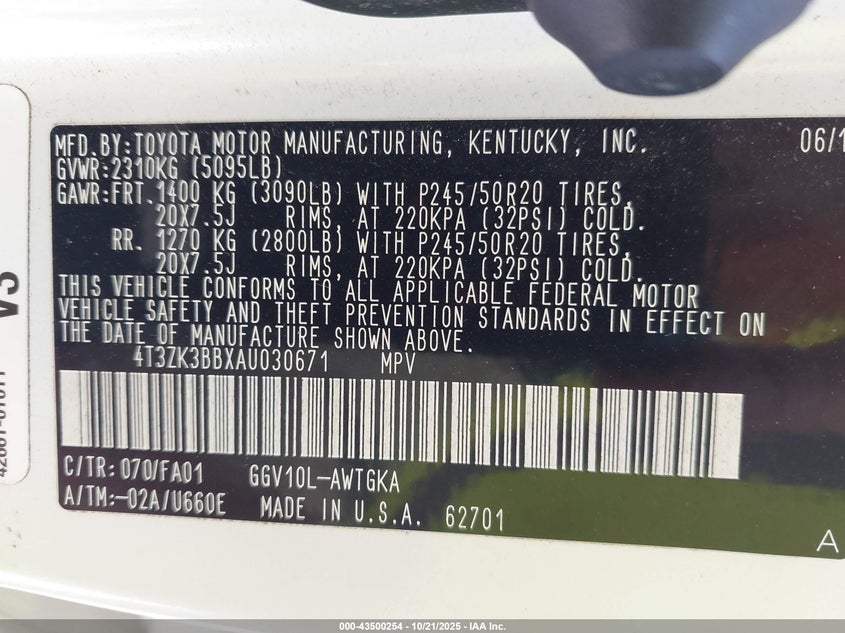 MFD.BY:TOYOTA MOTOR MANUFACTURING, KENTUCKY, INC. 06/1
GVWR:2310KG (5095LB)
GAWR:FRT.1400 KG (3090LB) WITH P245/50R20 TIRES,
20X7.5J RIMS, AT 220KPA (32PSI) COLD.
RR. 1270 KG (2800LB) WITH P245/50R20 TIRES,
20X7.5J RIMS, AT 220KPA (32PSI) COLD.
THIS VEHICLE CONFORMS TO ALL APPLICABLE FEDERAL MOTOR
VEHICLE SAFETY AND THEFT PREVENTION STANDARDS IN EFFECT ON
THE DATE OF MANUFACTURE SHOWN ABOVE.
4T3ZK3BBXAU030671 MPV
C/TR:070/FA01 GGV10L-AWTGKA
A/TM:-02A/U660E MADE IN U.S.A. 62701
A
V3
000-43500254 - 10/21/2025 - IAA Inc.